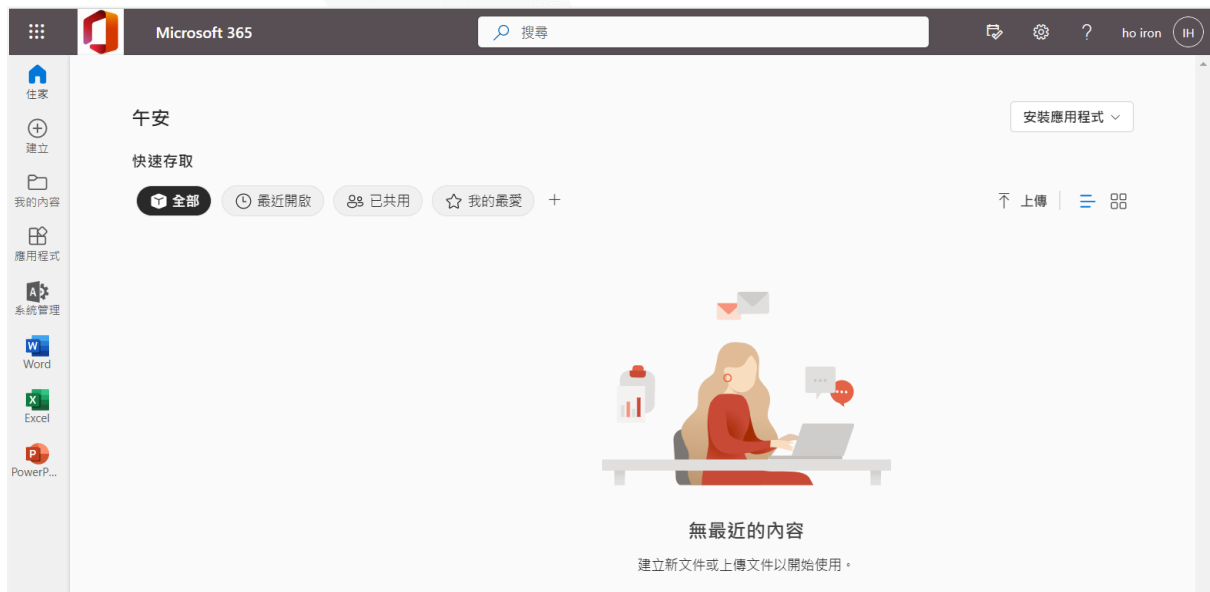 Microsoft 365
搜尋
ho iron
IH
住家
建立
我的內容
應用程式
系統管理
W
Word
X
Excel
P
PowerP...
午安
安裝應用程式
快速存取
全部
最近開啟
已共用
我的最愛
上傳
無最近的內容
建立新文件或上傳文件以開始使用。